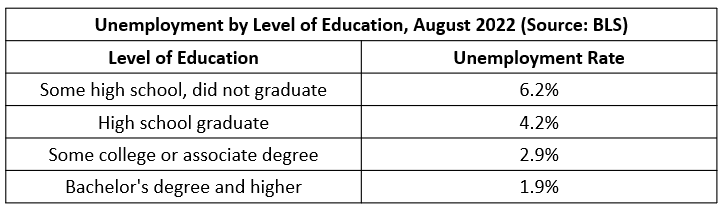 Unemployment by Level of Education, August 2022 (Source: BLS)
Level of Education Unemployment Rate
Some high school, did not graduate 6.2%
High school graduate 4.2%
Some college or associate degree 2.9%
Bachelor's degree and higher 1.9%